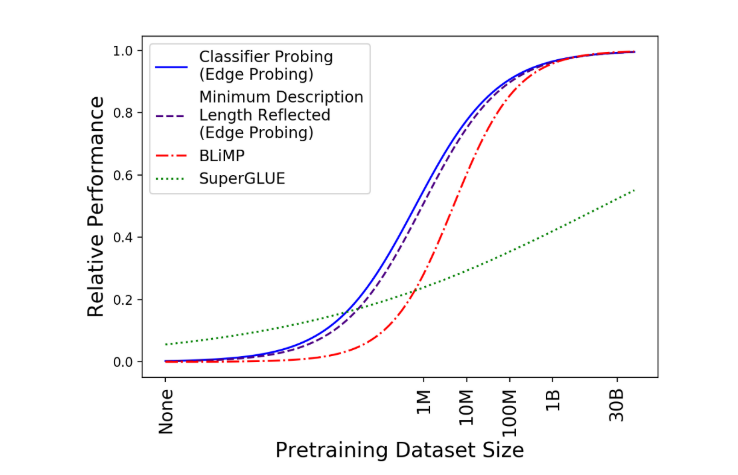 1.0
0.8
0.6
0.4
0.2
0.0
Relative Performance
Classifier Probing
(Edge Probing)
Minimum Description
Length Reflected
(Edge Probing)
BLiMP
SuperGLUE
None
1M
10M
100M
1B
30B
Pretraining Dataset Size